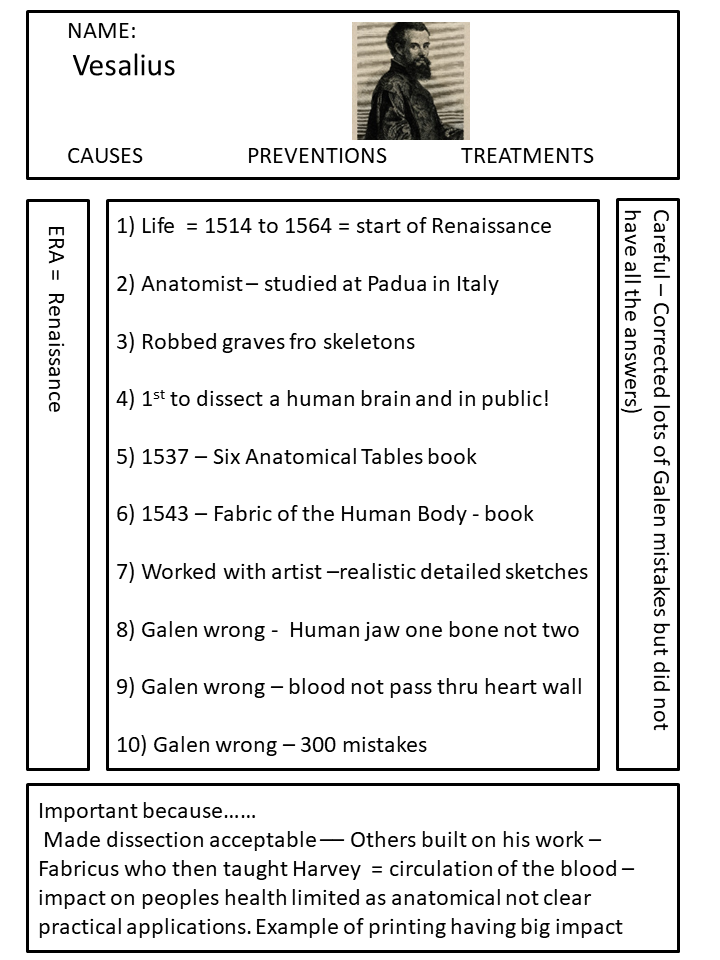 NAME:
Vesalius
CAUSES PREVENTIONS TREATMENTS
ERA = Renaissance
1) Life = 1514 to 1564 = start of Renaissance
2) Anatomist – studied at Padua in Italy
3) Robbed graves fro skeletons
4) 1st to dissect a human brain and in public!
5) 1537 – Six Anatomical Tables book
6) 1543 – Fabric of the Human Body - book
7) Worked with artist –realistic detailed sketches
8) Galen wrong - Human jaw one bone not two
9) Galen wrong – blood not pass thru heart wall
10) Galen wrong – 300 mistakes
Careful – Corrected lots of Galen mistakes but did not
have all the answers)
Important because……
Made dissection acceptable –– Others built on his work –
Fabricus who then taught Harvey = circulation of the blood –
impact on peoples health limited as anatomical not clear
practical applications. Example of printing having big impact